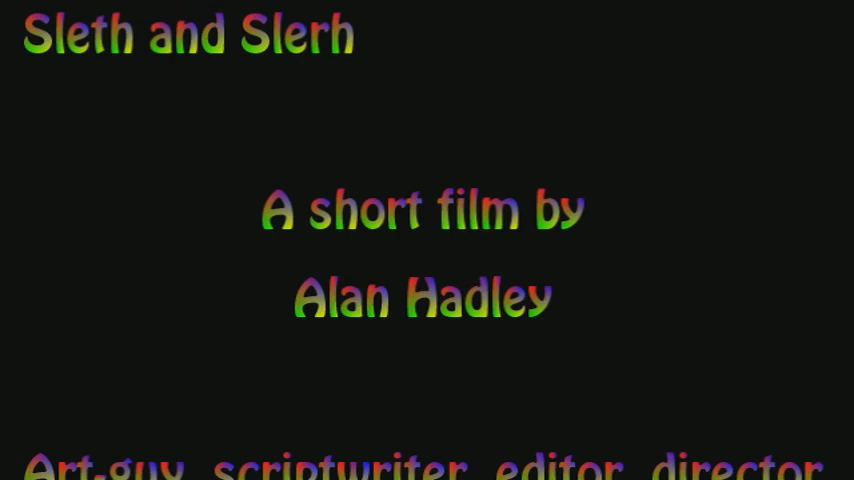 Sleth and Slerh
A short film by
Alan Hadley
Art-guy scriptwriter editor director